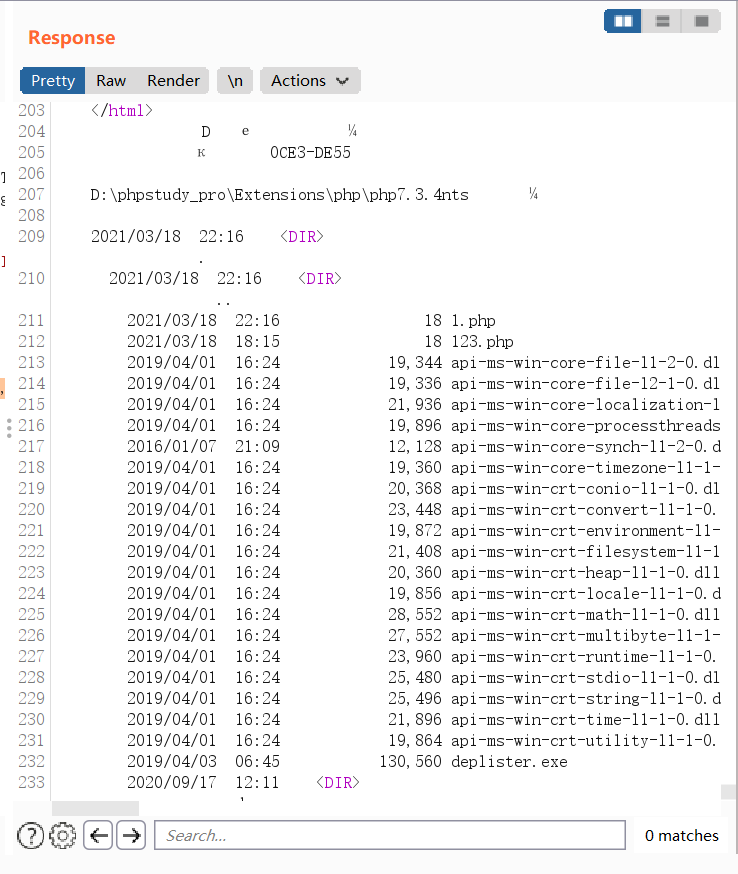 Response
Pretty Raw Render \n Actions
203 </html>
204 D e ¼
205 к 0CE3-DE55
206
207 D:\phpstudy_pro\Extensions\php\php7.3.4nts ¼
208
209 2021/03/18 22:16 <DIR>
.
210 2021/03/18 22:16 <DIR>
..
211 2021/03/18 22:16 18 1.php
212 2021/03/18 18:15 18 123.php
213 2019/04/01 16:24 19,344 api-ms-win-core-file-l1-2-0.dl
214 2019/04/01 16:24 19,336 api-ms-win-core-file-l2-1-0.dl
215 2019/04/01 16:24 21,936 api-ms-win-core-localization-l
216 2019/04/01 16:24 19,896 api-ms-win-core-processthreads
217 2016/01/07 21:09 12,128 api-ms-win-core-synch-l1-2-0.d
218 2019/04/01 16:24 19,360 api-ms-win-core-timezone-l1-1-
219 2019/04/01 16:24 20,368 api-ms-win-crt-conio-l1-1-0.dl
220 2019/04/01 16:24 23,448 api-ms-win-crt-convert-l1-1-0.
221 2019/04/01 16:24 19,872 api-ms-win-crt-environment-l1-
222 2019/04/01 16:24 21,408 api-ms-win-crt-filesystem-l1-1
223 2019/04/01 16:24 20,360 api-ms-win-crt-heap-l1-1-0.dll
224 2019/04/01 16:24 19,856 api-ms-win-crt-locale-l1-1-0.d
225 2019/04/01 16:24 28,552 api-ms-win-crt-math-l1-1-0.dll
226 2019/04/01 16:24 27,552 api-ms-win-crt-multibyte-l1-1-
227 2019/04/01 16:24 23,960 api-ms-win-crt-runtime-l1-1-0.
228 2019/04/01 16:24 25,480 api-ms-win-crt-stdio-l1-1-0.dl
229 2019/04/01 16:24 25,496 api-ms-win-crt-string-l1-1-0.d
230 2019/04/01 16:24 21,896 api-ms-win-crt-time-l1-1-0.dll
231 2019/04/01 16:24 19,864 api-ms-win-crt-utility-l1-1-0.
232 2019/04/03 06:45 130,560 deplister.exe
233 2020/09/17 12:11 <DIR>
Search... 0 matches